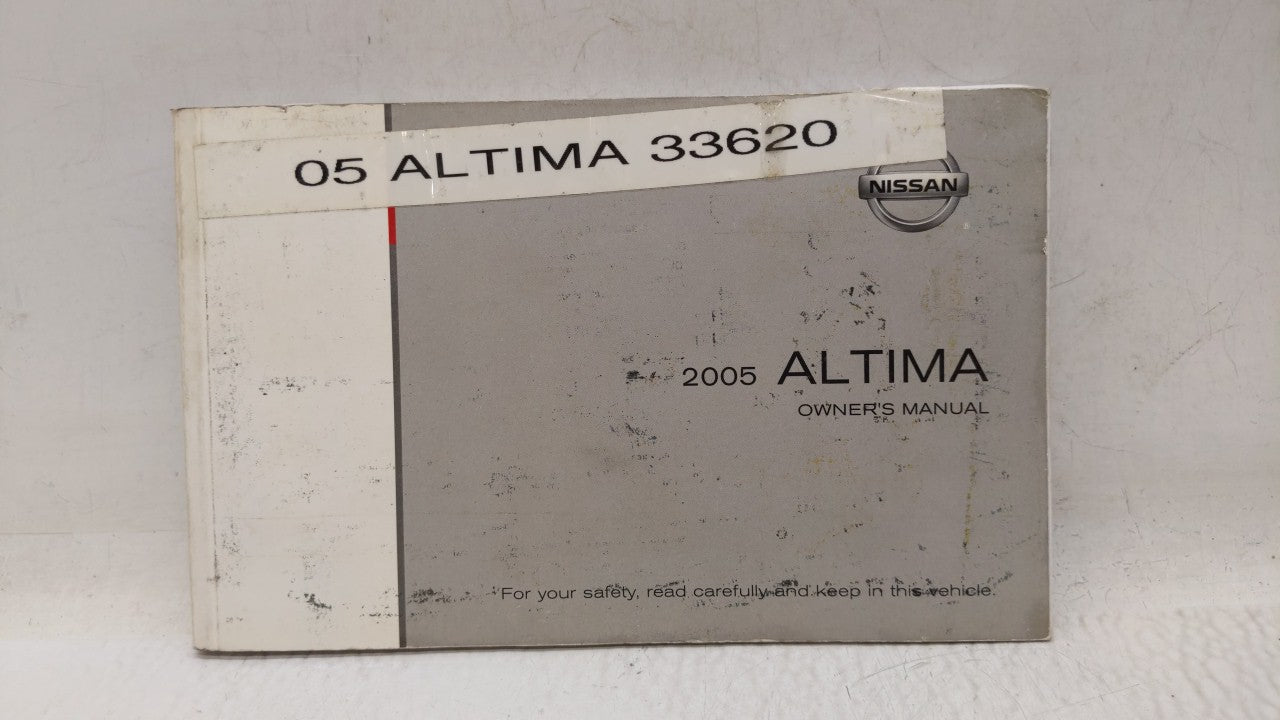 05 ALTIMA 33620
NISSAN
2005 ALTIMA
OWNER'S MANUAL
For your safety, read carefully and keep in this vehicle.